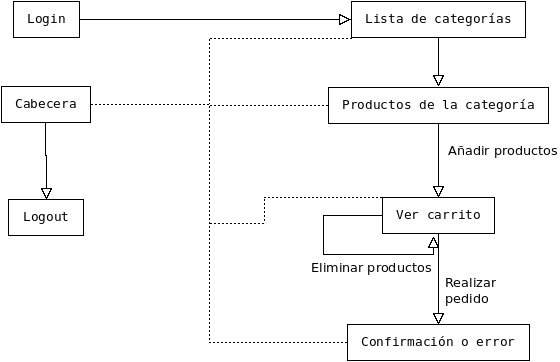 Login
Lista de categorías
Cabecera
Productos de la categoría
Añadir productos
Logout
Ver carrito
Eliminar productos
Realizar
pedido
Confirmación o error